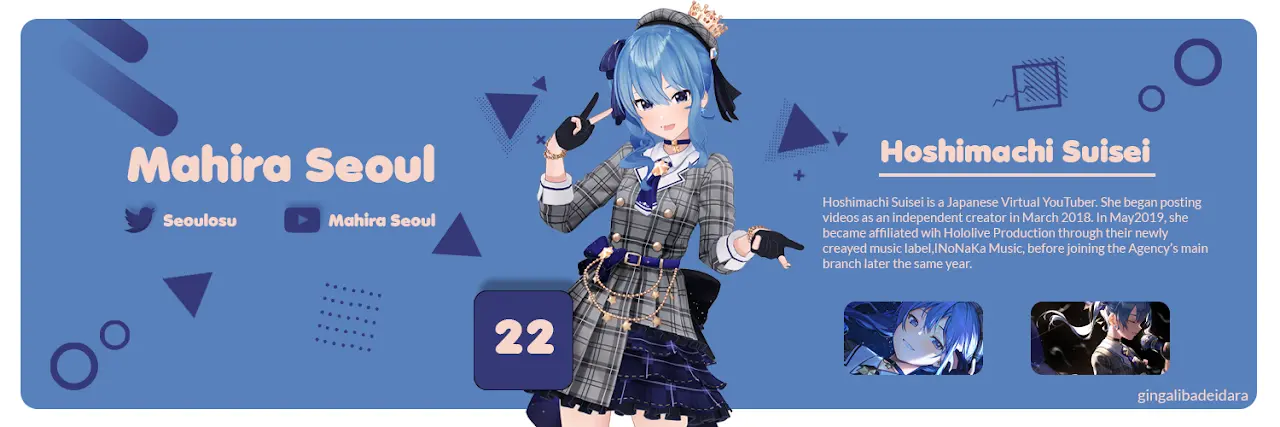 Mahira Seoul
Seoulosu
Mahira Seoul
22
Hoshimachi Suisei
Hoshimachi Suisei is a Japanese Virtual YouTuber. She began posting
videos as an independent creator in March 2018. In May2019, she
became affiliated wih Hololive Production through their newly
creayed music label,INoNaKa Music, before joining the Agency's main
branch later the same year.
gingalibadeidara